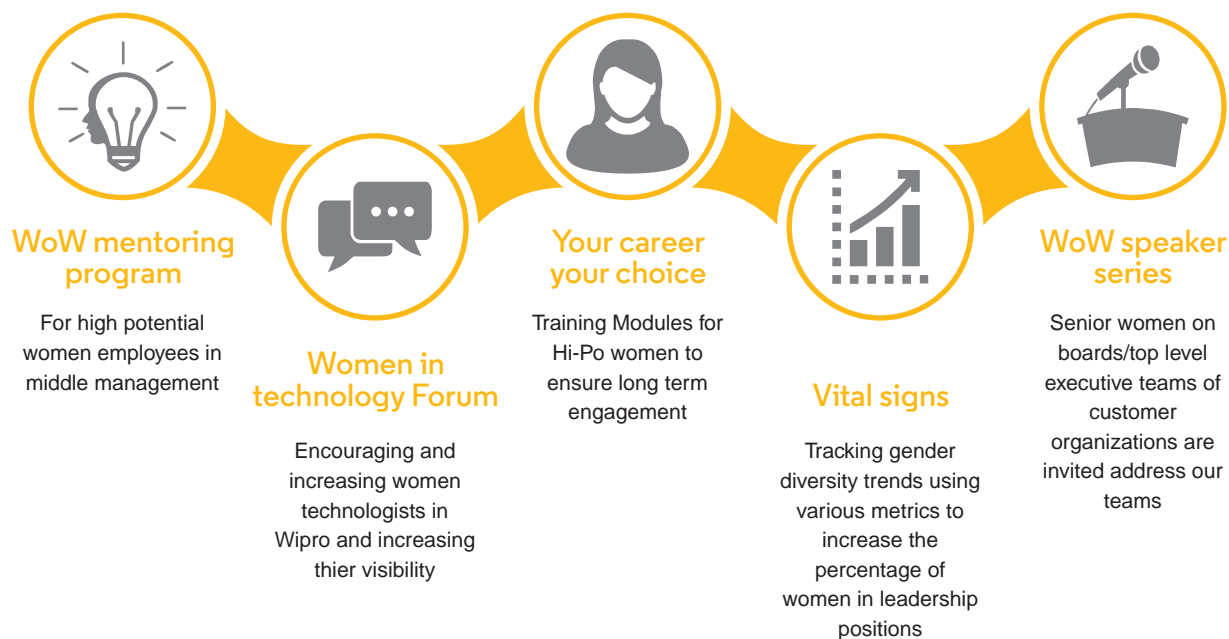 WoW mentoring
program
For high potential
women employees in
middle management
Women in
technology Forum
Encouraging and
increasing women
technologists in
Wipro and increasing
thier visibility
Your career
your choice
Training Modules for
Hi-Po women to
ensure long term
engagement
Vital signs
Tracking gender
diversity trends using
various metrics to
increase the
percentage of
women in leadership
positions
WoW speaker
series
Senior women on
boards/top level
executive teams of
customer
organizations are
invited address our
teams